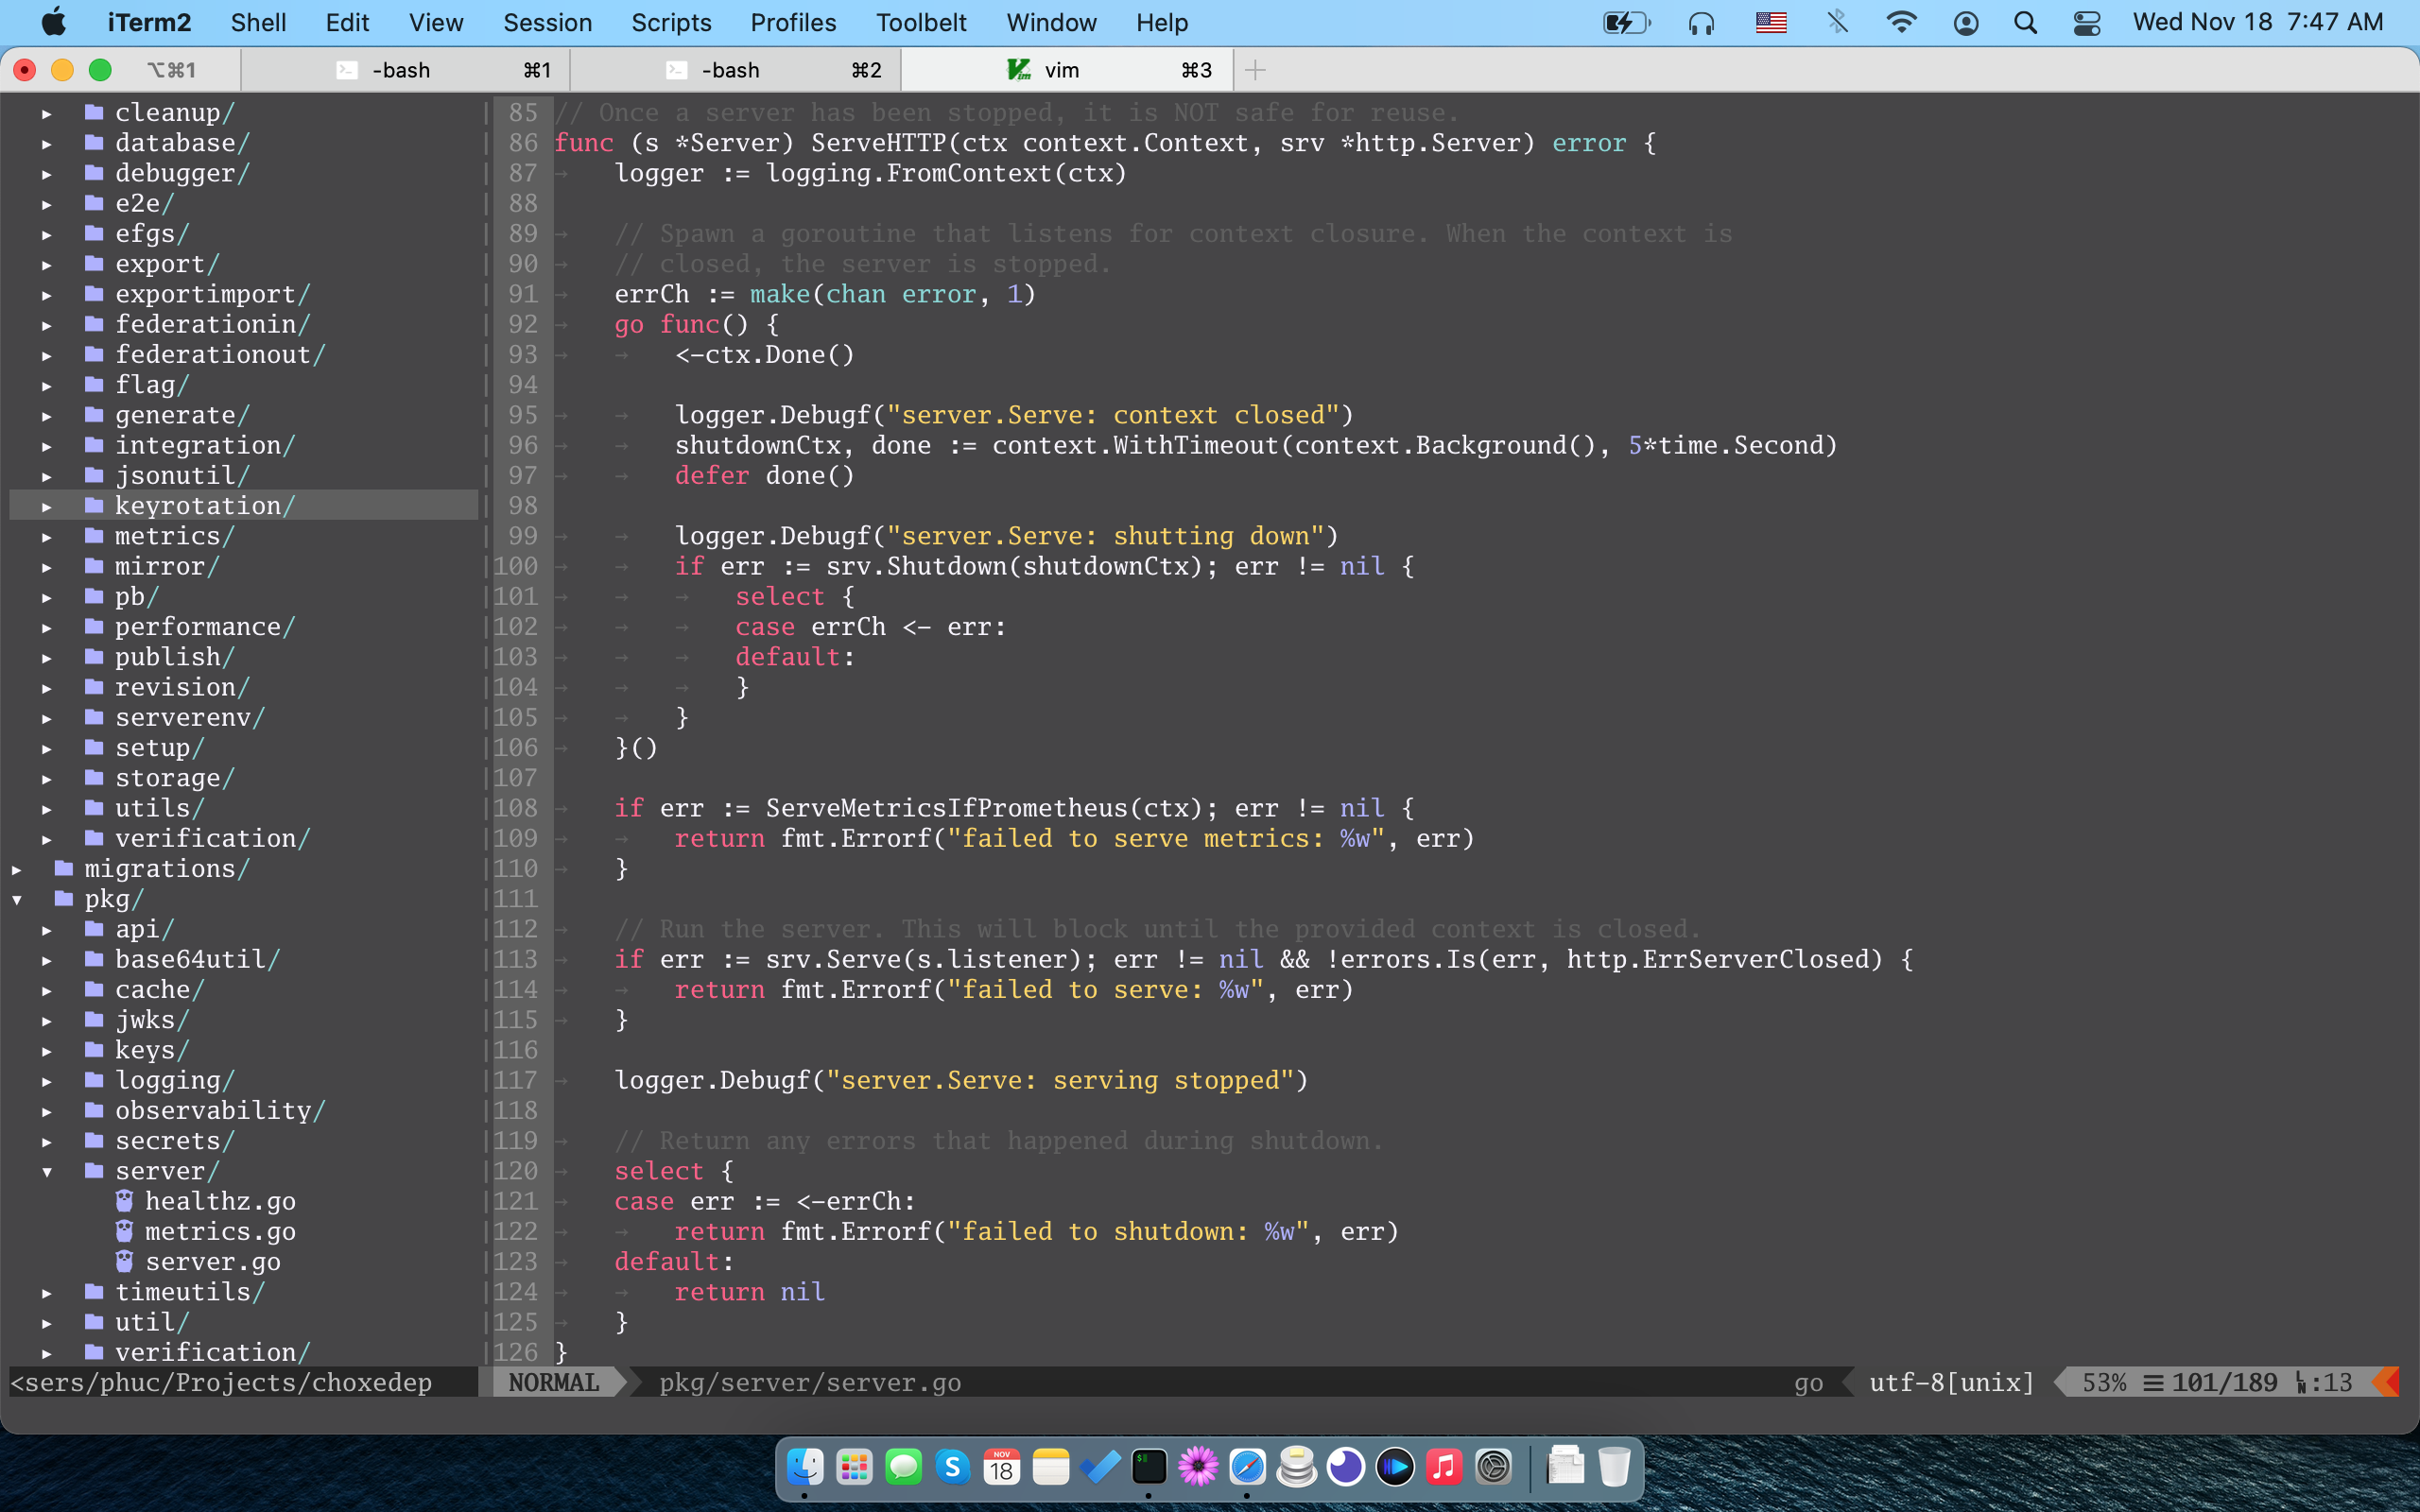 iTerm2 Shell Edit View Session Scripts Profiles Toolbelt Window Help Wed Nov 18 7:47 AM
⌥⌘1 -bash ⌘1 -bash ⌘2 vim ⌘3
cleanup/
database/
debugger/
e2e/
efgs/
export/
exportimport/
federationin/
federationout/
flag/
generate/
integration/
jsonutil/
keyrotation/
metrics/
mirror/
pb/
performance/
publish/
revision/
serverenv/
setup/
storage/
utils/
verification/
migrations/
pkg/
api/
base64util/
cache/
jwks/
keys/
logging/
observability/
secrets/
server/
healthz.go
metrics.go
server.go
timeutils/
util/
verification/
<sers/phuc/Projects/choxedep
85 // Once a server has been stopped, it is NOT safe for reuse.
86 func (s *Server) ServeHTTP(ctx context.Context, srv *http.Server) error {
87 logger := logging.FromContext(ctx)
88
89 // Spawn a goroutine that listens for context closure. When the context is
90 // closed, the server is stopped.
91 errCh := make(chan error, 1)
92 go func() {
93 <-ctx.Done()
94
95 logger.Debugf("server.Serve: context closed")
96 shutdownCtx, done := context.WithTimeout(context.Background(), 5*time.Second)
97 defer done()
98
99 logger.Debugf("server.Serve: shutting down")
100 if err := srv.Shutdown(shutdownCtx); err != nil {
101 select {
102 case errCh <- err:
103 default:
104 }
105 }
106 }()
107
108 if err := ServeMetricsIfPrometheus(ctx); err != nil {
109 return fmt.Errorf("failed to serve metrics: %w", err)
110 }
111
112 // Run the server. This will block until the provided context is closed.
113 if err := srv.Serve(s.listener); err != nil && !errors.Is(err, http.ErrServerClosed) {
114 return fmt.Errorf("failed to serve: %w", err)
115 }
116
117 logger.Debugf("server.Serve: serving stopped")
118
119 // Return any errors that happened during shutdown.
120 select {
121 case err := <-errCh:
122 return fmt.Errorf("failed to shutdown: %w", err)
123 default:
124 return nil
125 }
126 }
NORMAL pkg/server/server.go go utf-8[unix] 53% ☰ 101/189 ㏑:13
NOV
18